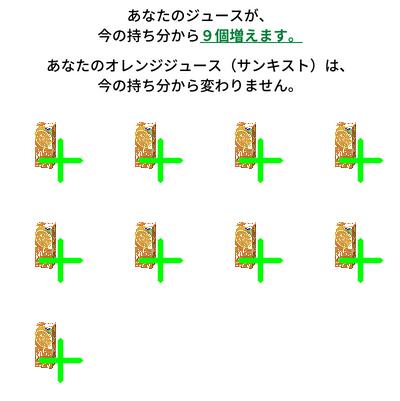 あなたのジュースが、
今の持ち分から９個増えます。
あなたのオレンジジュース（サンキスト）は、
今の持ち分から変わりません。